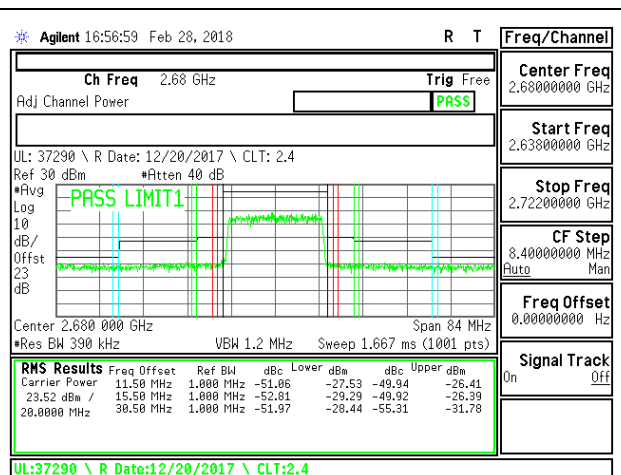 Agilent 16:56:59 Feb 28, 2018 R T
Freq/Channel
Ch Freq 2.68 GHz Trig Free
Adj Channel Power PASS
UL: 37290 \ R Date: 12/20/2017 \ CLT: 2.4
Ref 30 dBm #Atten 40 dB
#Avg
Log
10
dB/
Offst
23
dB
PASS LIMIT1
Center 2.680 000 GHz Span 84 MHz
#Res BW 390 kHz VBW 1.2 MHz Sweep 1.667 ms (1001 pts)
RMS Results Freq Offset Ref BW dBc Lower dBm dBc Upper dBm
Carrier Power 11.50 MHz 1.000 MHz -51.06 -27.53 -49.94 -26.41
23.52 dBm / 15.50 MHz 1.000 MHz -52.81 -29.29 -49.92 -26.39
20.0000 MHz 30.50 MHz 1.000 MHz -51.97 -28.44 -55.31 -31.78
UL:37290 \ R Date:12/20/2017 \ CLT:2.4
Center Freq
2.68000000 GHz
Start Freq
2.63800000 GHz
Stop Freq
2.72200000 GHz
CF Step
8.40000000 MHz
Auto Man
Freq Offset
0.00000000 Hz
Signal Track
On Off